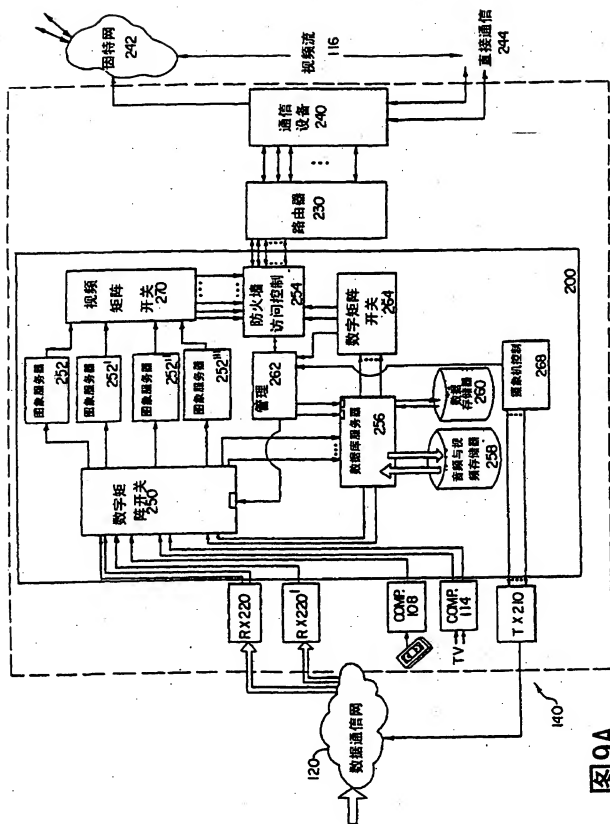 因特网
242
视频流
116
直接通信
244
通信
设备
240
路由器
230
视频
矩阵
开关
270
防火墙
访问控制
254
数字矩阵
开关
264
200
图象服务器
252
图象服务器
252'
图象服务器
252''
图象服务器
252'''
管理
262
数据库服务器
256
数据
存储器
260
音频与视
频存储器
258
摄象机控制
268
数字矩
阵开关
250
RX220
RX220'
COMP.
108
COMP.
114
TV
TX210
数据通信网
120
140
图9A